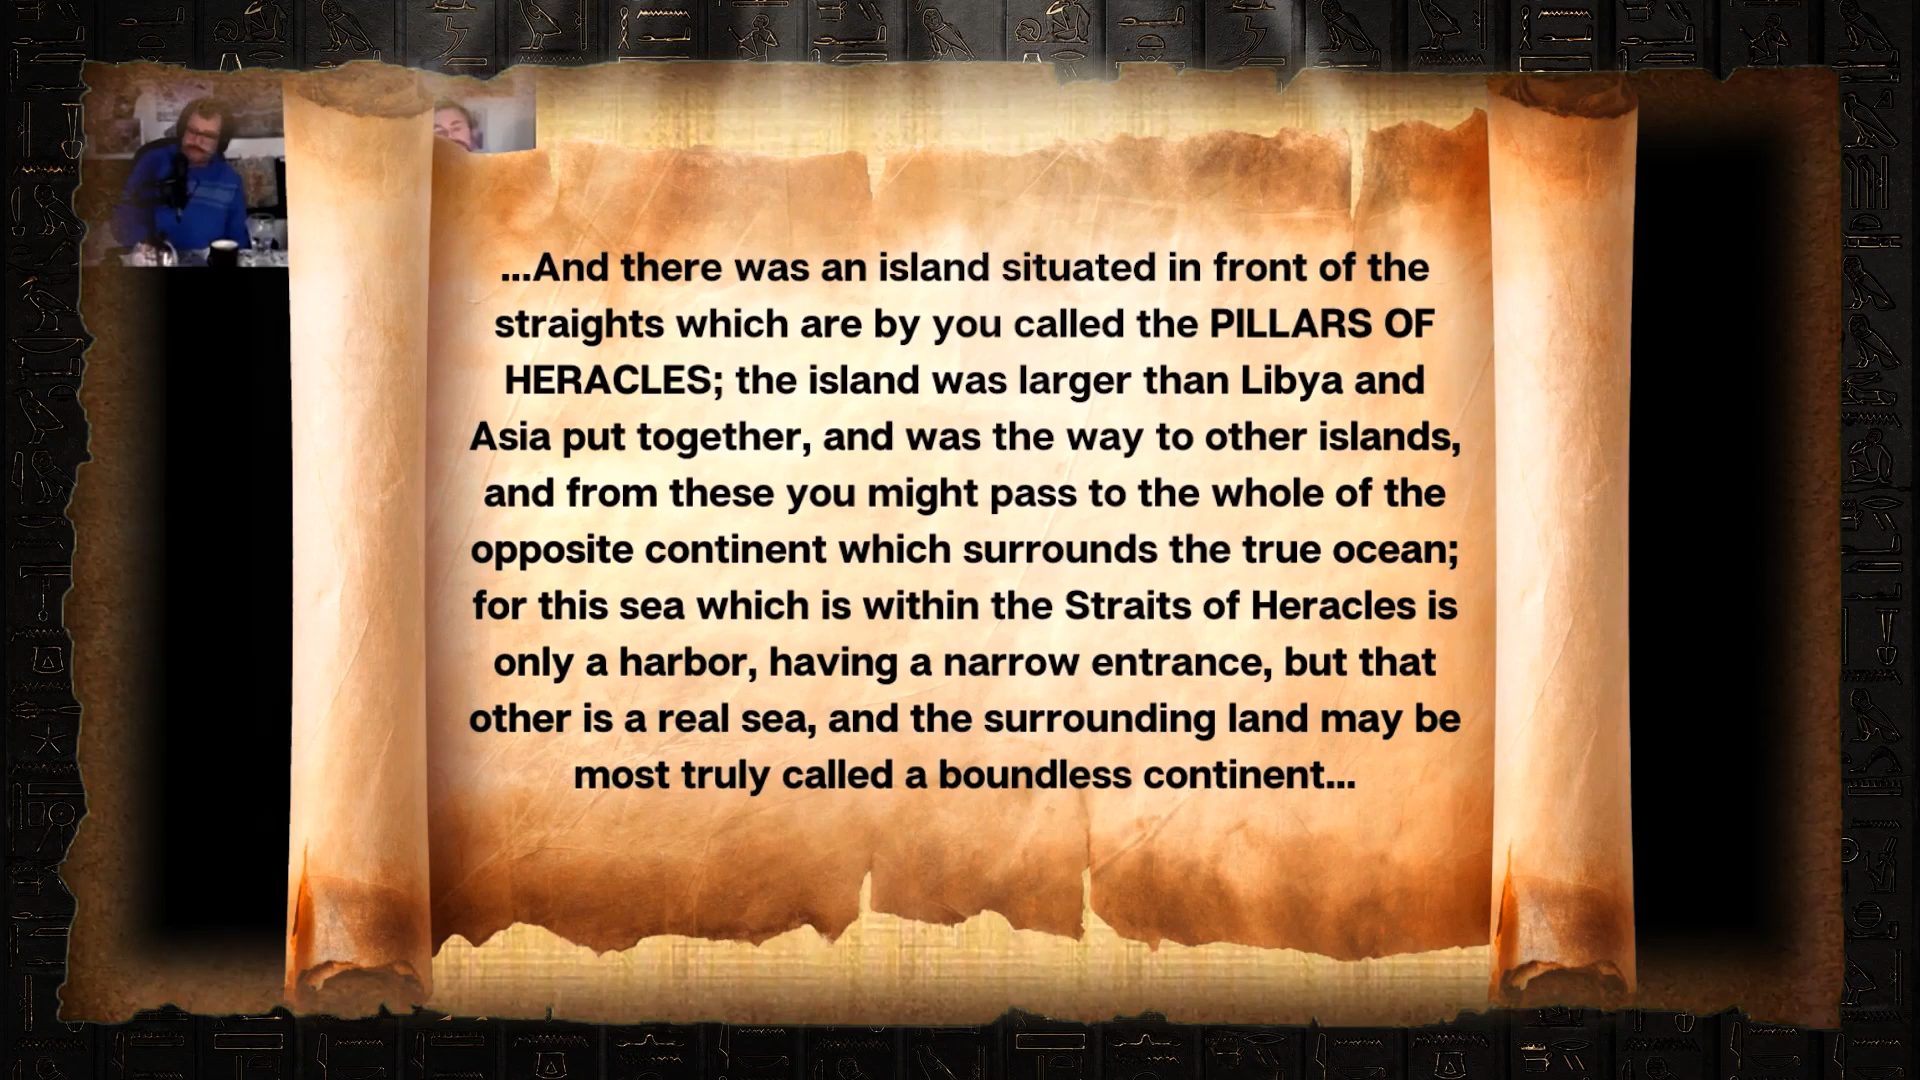 ...And there was an island situated in front of the
straights which are by you called the PILLARS OF
HERACLES; the island was larger than Libya and
Asia put together, and was the way to other islands,
and from these you might pass to the whole of the
opposite continent which surrounds the true ocean;
for this sea which is within the Straits of Heracles is
only a harbor, having a narrow entrance, but that
other is a real sea, and the surrounding land may be
most truly called a boundless continent...